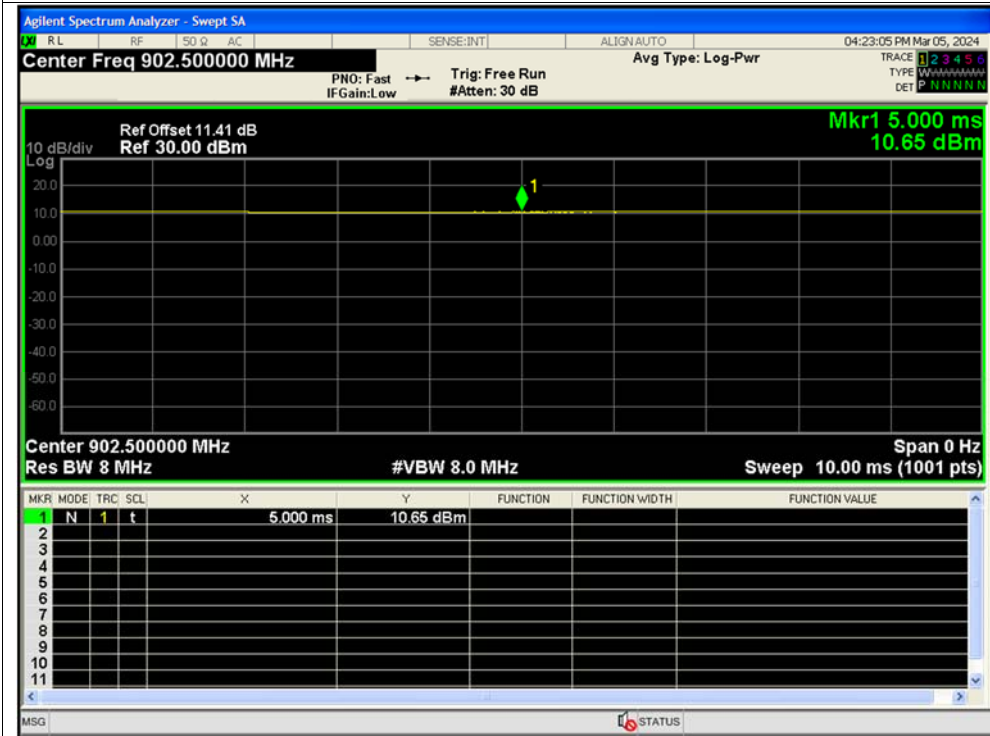 Agilent Spectrum Analyzer - Swept SA
LXI RL RF 50 Ω AC SENSE:INT ALIGN AUTO 04:23:05 PM Mar 05, 2024
Center Freq 902.500000 MHz Avg Type: Log-Pwr TRACE 1 2 3 4 5 6
PNO: Fast Trig: Free Run TYPE W
IFGain:Low #Atten: 30 dB DET P N N N N N
Mkr1 5.000 ms
Ref Offset 11.41 dB
10 dB/div Ref 30.00 dBm 10.65 dBm
Log
20.0
1
10.0
0.00
-10.0
-20.0
-30.0
-40.0
-50.0
-60.0
Center 902.500000 MHz Span 0 Hz
Res BW 8 MHz #VBW 8.0 MHz Sweep 10.00 ms (1001 pts)
MKR MODE TRC SCL X Y FUNCTION FUNCTION WIDTH FUNCTION VALUE
1 N 1 t 5.000 ms 10.65 dBm
2
3
4
5
6
7
8
9
10
11
MSG STATUS